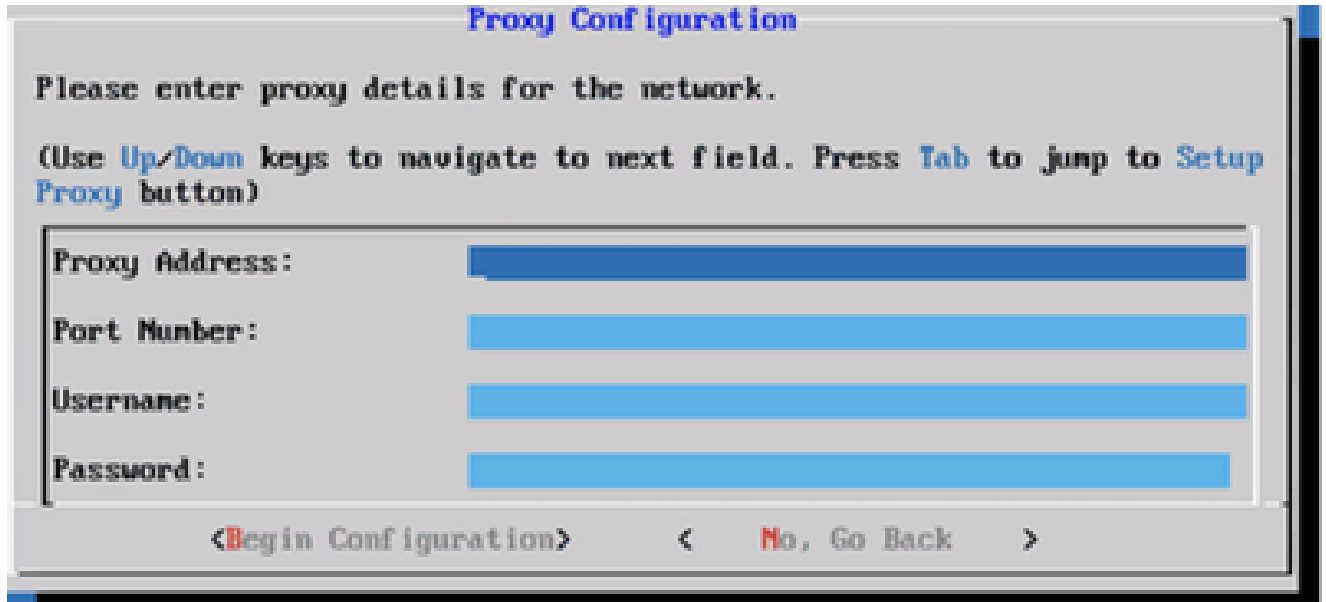 Proxy Configuration
Please enter proxy details for the network.
(Use Up/Down keys to navigate to next field. Press Tab to jump to Setup
Proxy button)
Proxy Address:
Port Number:
Username:
Password:
<Begin Configuration> < No, Go Back >